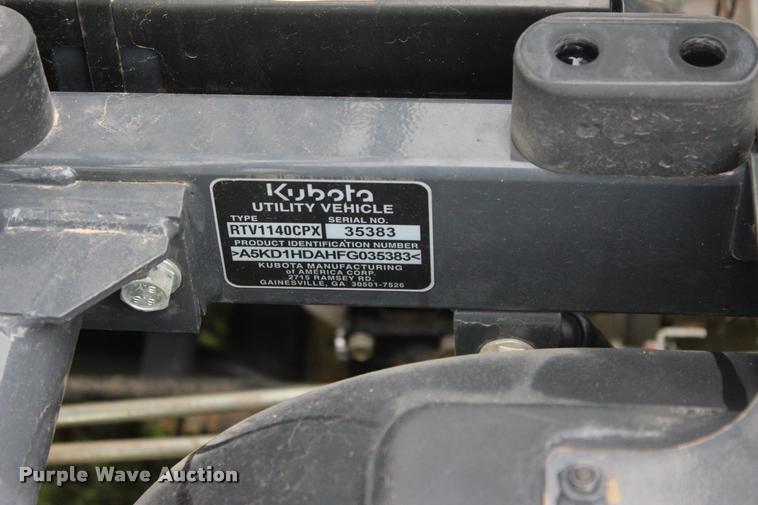 Kubota
UTILITY VEHICLE
TYPE SERIAL NO.
RTV1140CPX 35383
PRODUCT IDENTIFICATION NUMBER
>A5KD1HDAHFG035383<
KUBOTA MANUFACTURING
of AMERICA CORP.
2715 RAMSEY RD.
GAINESVILLE, GA 30501-7526
Purple Wave Auction